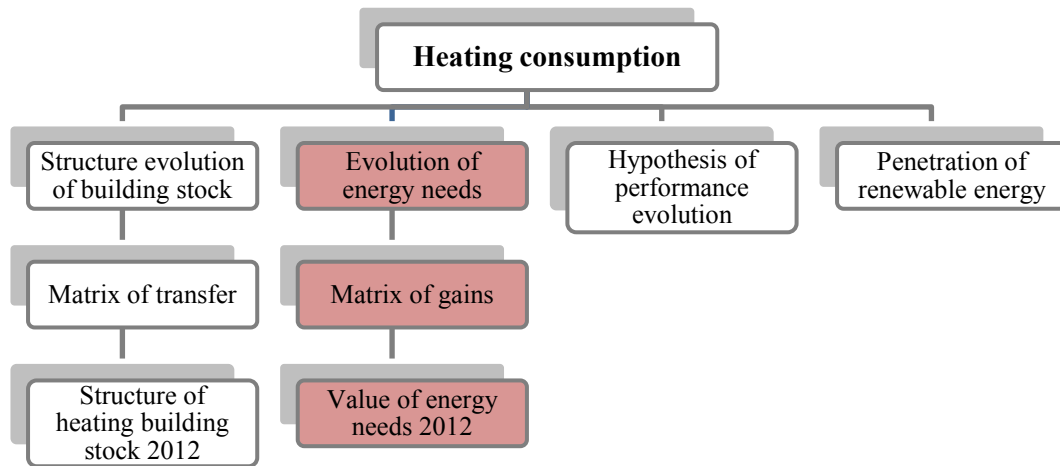 Heating consumption
Structure evolution
of building stock
Evolution of
energy needs
Hypothesis of
performance
evolution
Penetration of
renewable energy
Matrix of transfer
Matrix of gains
Structure of
heating building
stock 2012
Value of energy
needs 2012